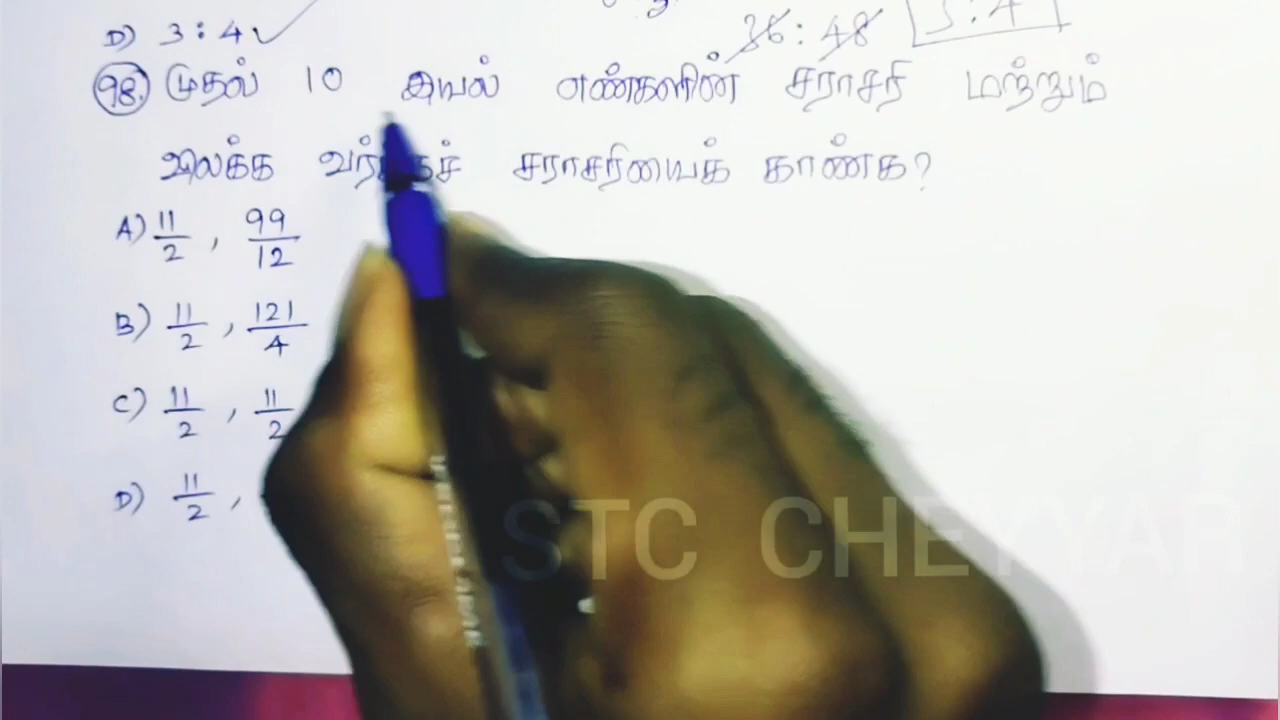 D) 3 : 4 ✓
36 : 48 3 : 4
98. முதல் 10 இயல் எண்களின் சராசரி மற்றும்
விலக்க வர்க்கச் சராசரியைக் காண்க?
A) 11/2 , 99/12
B) 11/2 , 121/4
C) 11/2 , 11/2
D) 11/2 ,
STC CHEYYAR